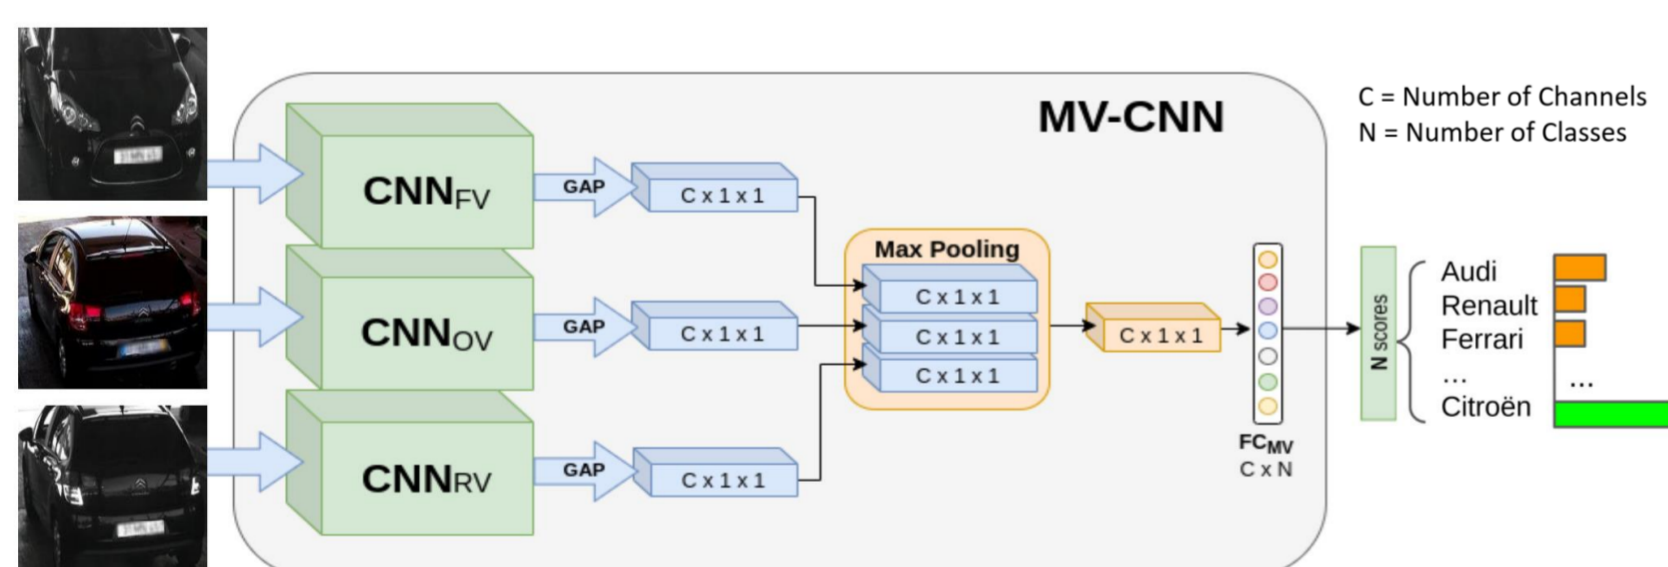 MV-CNN
C = Number of Channels
N = Number of Classes
CNNFV
GAP
C x 1 x 1
CNNOV
GAP
C x 1 x 1
CNNRV
GAP
C x 1 x 1
Max Pooling
C x 1 x 1
C x 1 x 1
C x 1 x 1
C x 1 x 1
FCMV
C x N
N scores
Audi
Renault
Ferrari
...
...
Citroën